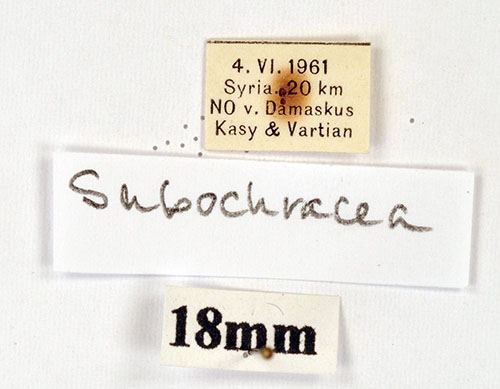 4. VI. 1961
Syria. 20 km
NO v. Damaskus
Kasy & Vartian
Subochracea
18mm